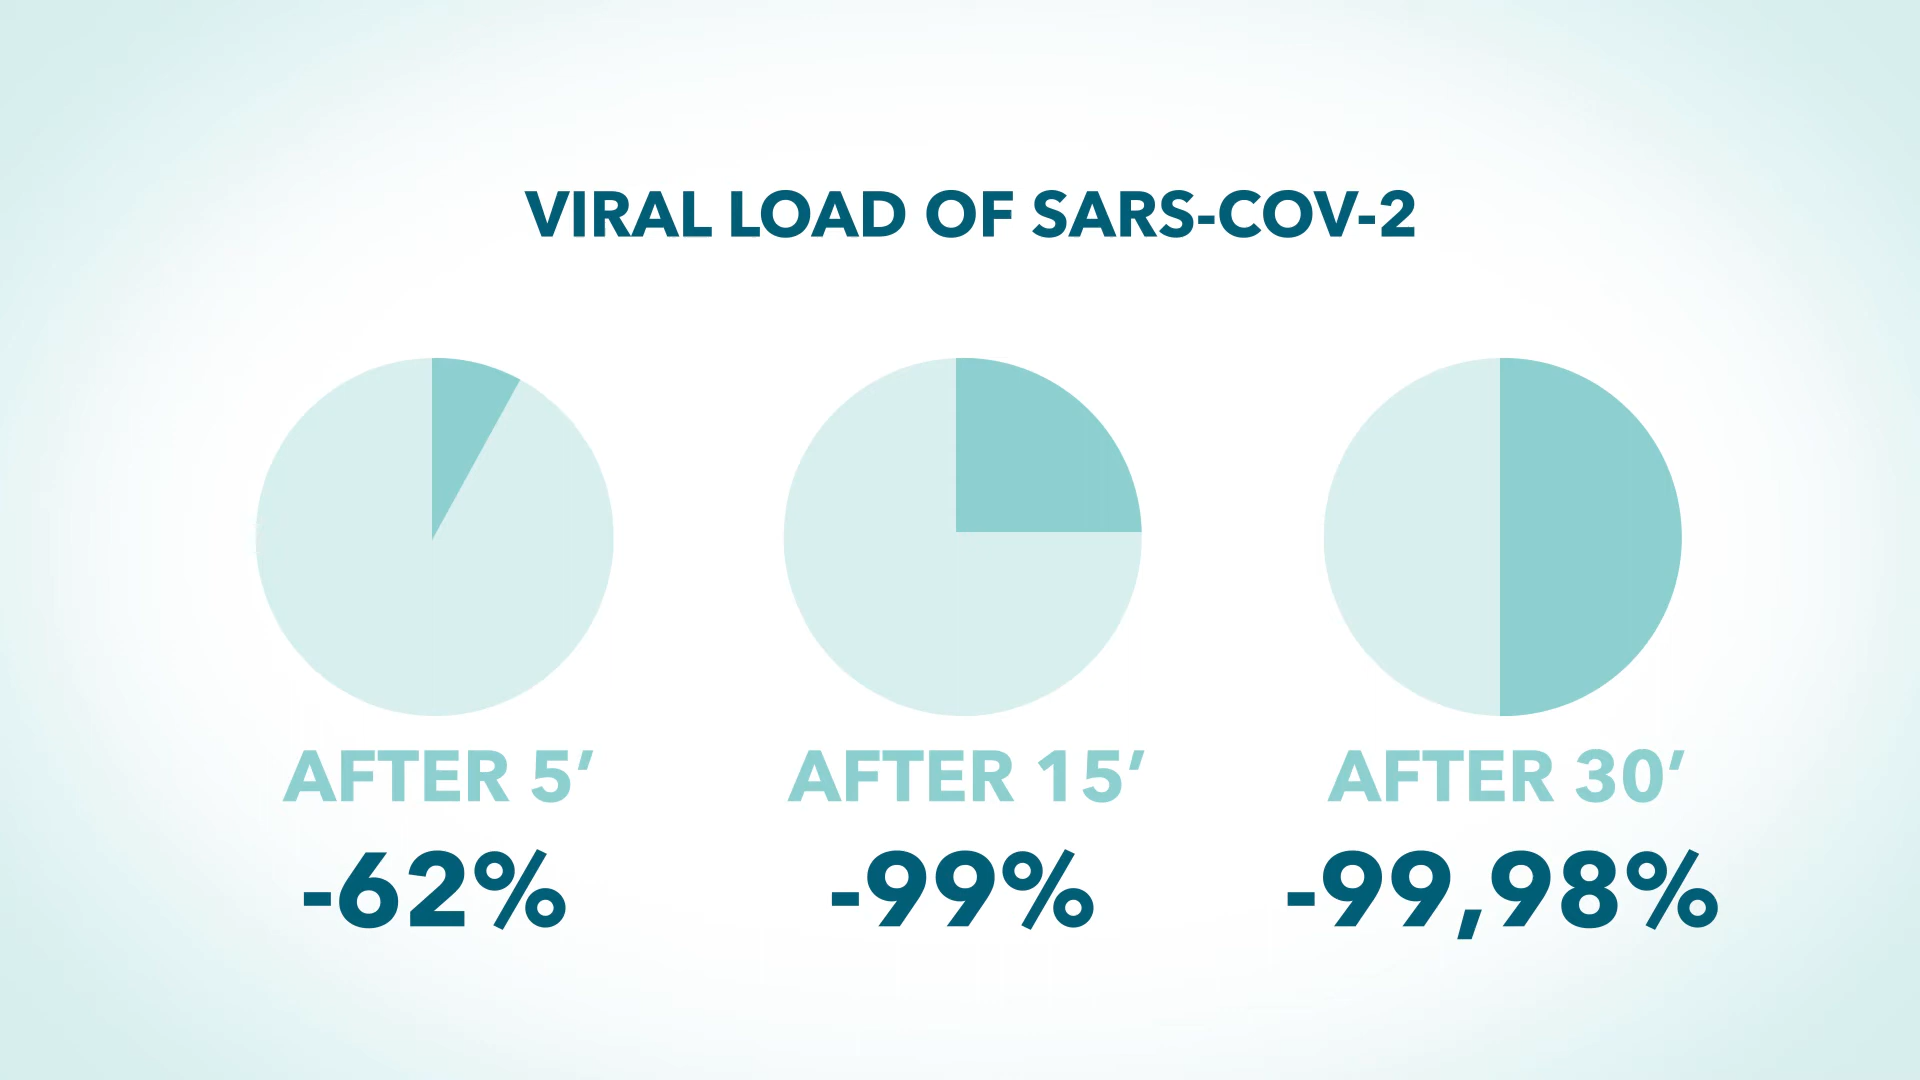 VIRAL LOAD OF SARS-COV-2
AFTER 5’
AFTER 15’
AFTER 30’
-62%
-99%
-99,98%